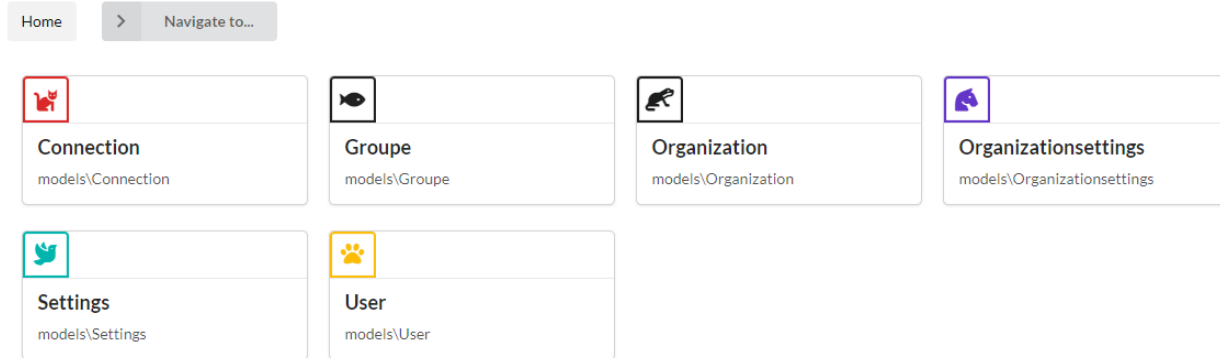 Home
Navigate to...
Connection
models\Connection
Groupe
models\Groupe
Organization
models\Organization
Organizationsettings
models\Organizationsettings
Settings
models\Settings
User
models\User